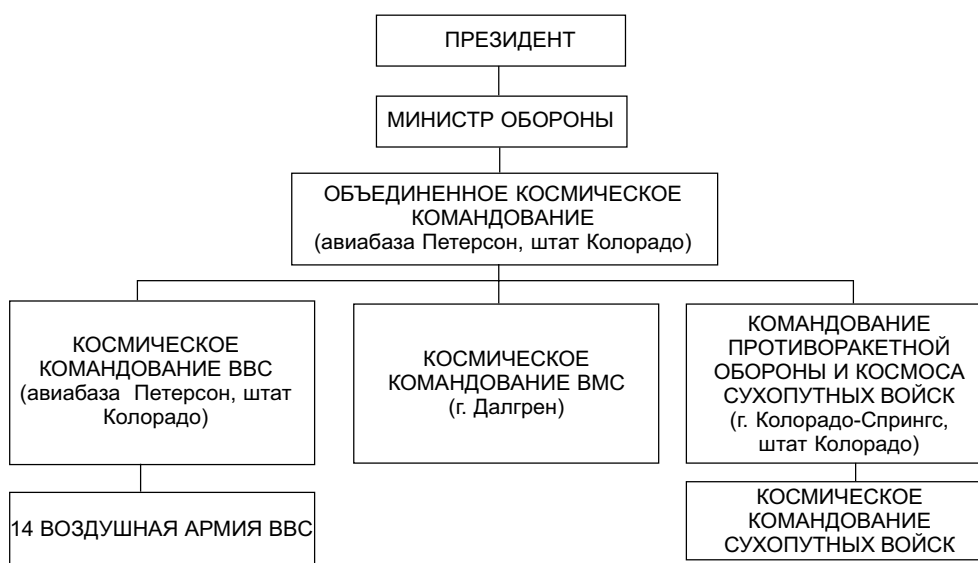 ПРЕЗИДЕНТ
МИНИСТР ОБОРОНЫ
ОБЪЕДИНЕННОЕ КОСМИЧЕСКОЕ
КОМАНДОВАНИЕ
(авиабаза Петерсон, штат Колорадо)
КОСМИЧЕСКОЕ
КОМАНДОВАНИЕ ВВС
(авиабаза Петерсон, штат
Колорадо)
КОСМИЧЕСКОЕ
КОМАНДОВАНИЕ ВМС
(г. Далгрен)
КОМАНДОВАНИЕ
ПРОТИВОРАКЕТНОЙ
ОБОРОНЫ И КОСМОСА
СУХОПУТНЫХ ВОЙСК
(г. Колорадо-Спрингс,
штат Колорадо)
14 ВОЗДУШНАЯ АРМИЯ ВВС
КОСМИЧЕСКОЕ
КОМАНДОВАНИЕ
СУХОПУТНЫХ ВОЙСК